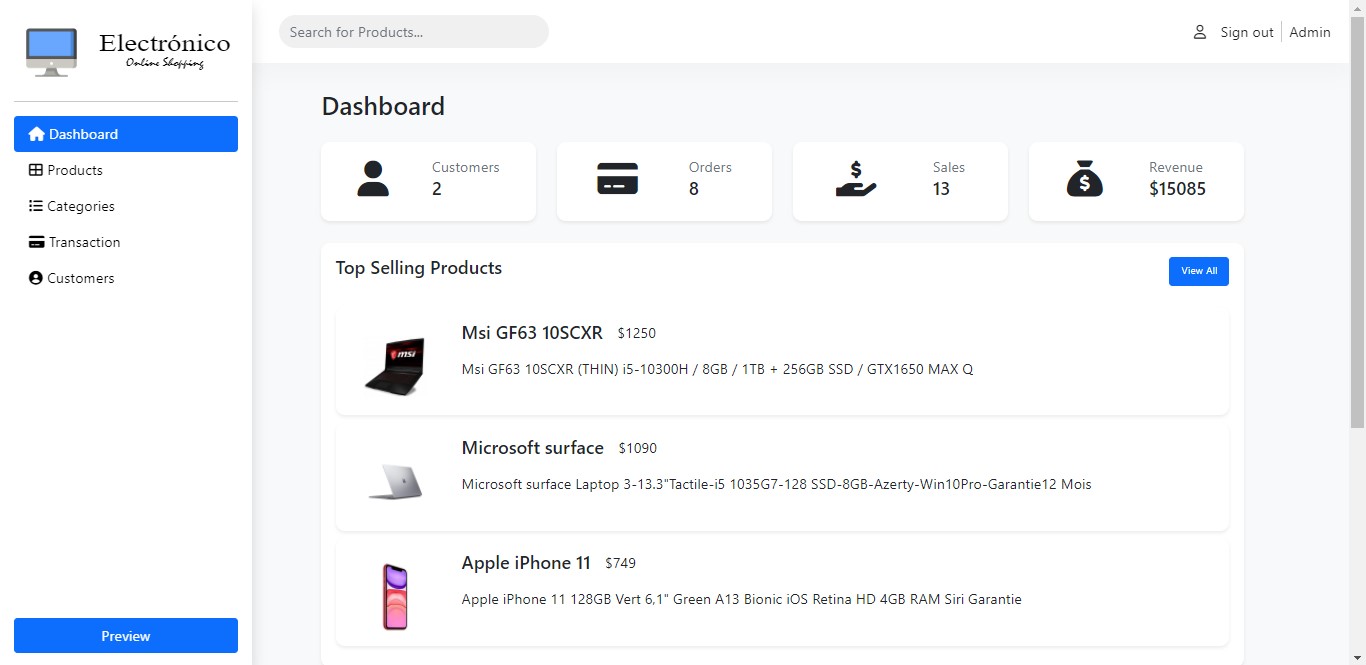 Electrónico
Online Shopping
Search for Products...
Sign out
Admin
Dashboard
Products
Categories
Transaction
Customers
Preview
Dashboard
Customers
2
Orders
8
Sales
13
Revenue
$15085
Top Selling Products
View All
msi
Msi GF63 10SCXR $1250
Msi GF63 10SCXR (THIN) i5-10300H / 8GB / 1TB + 256GB SSD / GTX1650 MAX Q
Microsoft surface $1090
Microsoft surface Laptop 3-13.3"Tactile-i5 1035G7-128 SSD-8GB-Azerty-Win10Pro-Garantie12 Mois
Apple iPhone 11 $749
Apple iPhone 11 128GB Vert 6,1" Green A13 Bionic iOS Retina HD 4GB RAM Siri Garantie